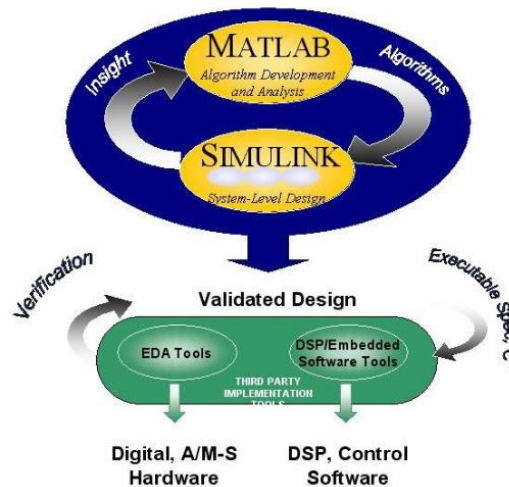 MATLAB
Algorithm Development
and Analysis
Insight
Algorithms
SIMULINK
System-Level Design
Verification
Executable Spec, C
Validated Design
EDA Tools
DSP/Embedded
Software Tools
THIRD PARTY
IMPLEMENTATION
TOOLS
Digital, A/M-S
Hardware
DSP, Control
Software